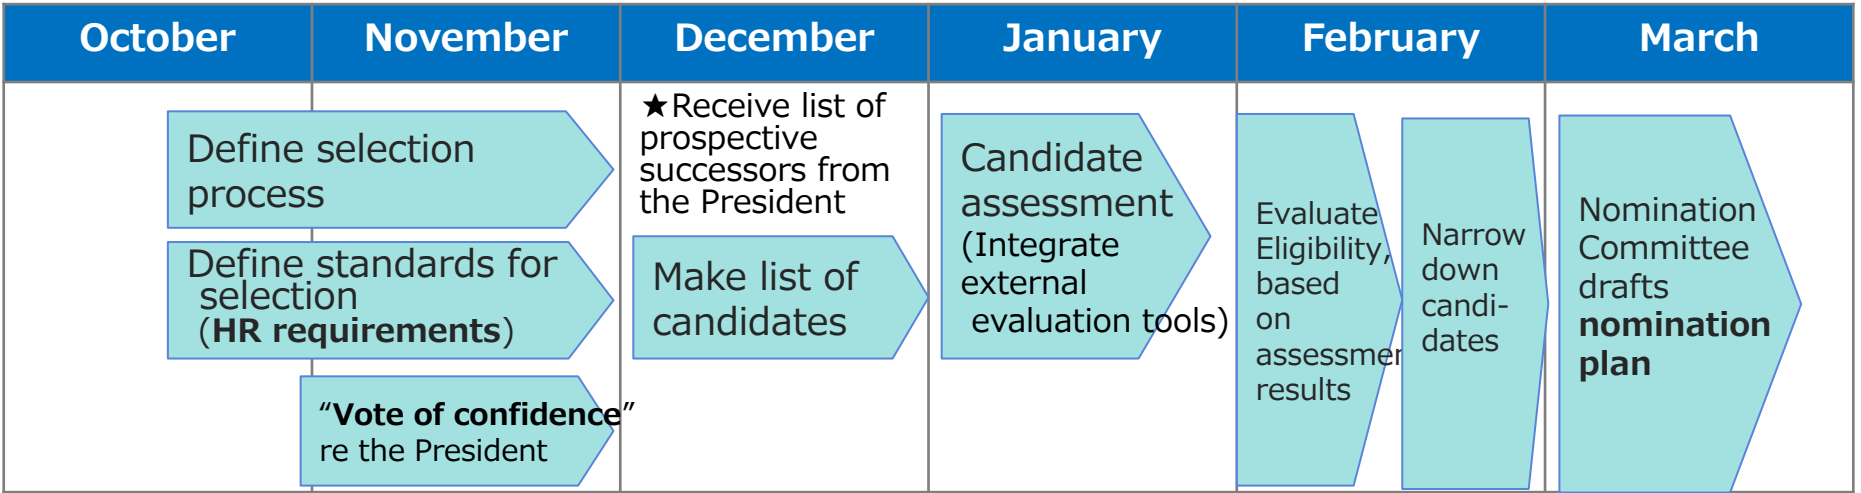 October
November
December
January
February
March
Define selection
process
Define standards for
selection
(HR requirements)
“Vote of confidence”
re the President
★Receive list of
prospective
successors from
the President
Make list of
candidates
Candidate
assessment
(Integrate
external
evaluation tools)
Evaluate
Eligibility,
based
on
assessmen
results
Narrow
down
candi-
dates
Nomination
Committee
drafts
nomination
plan